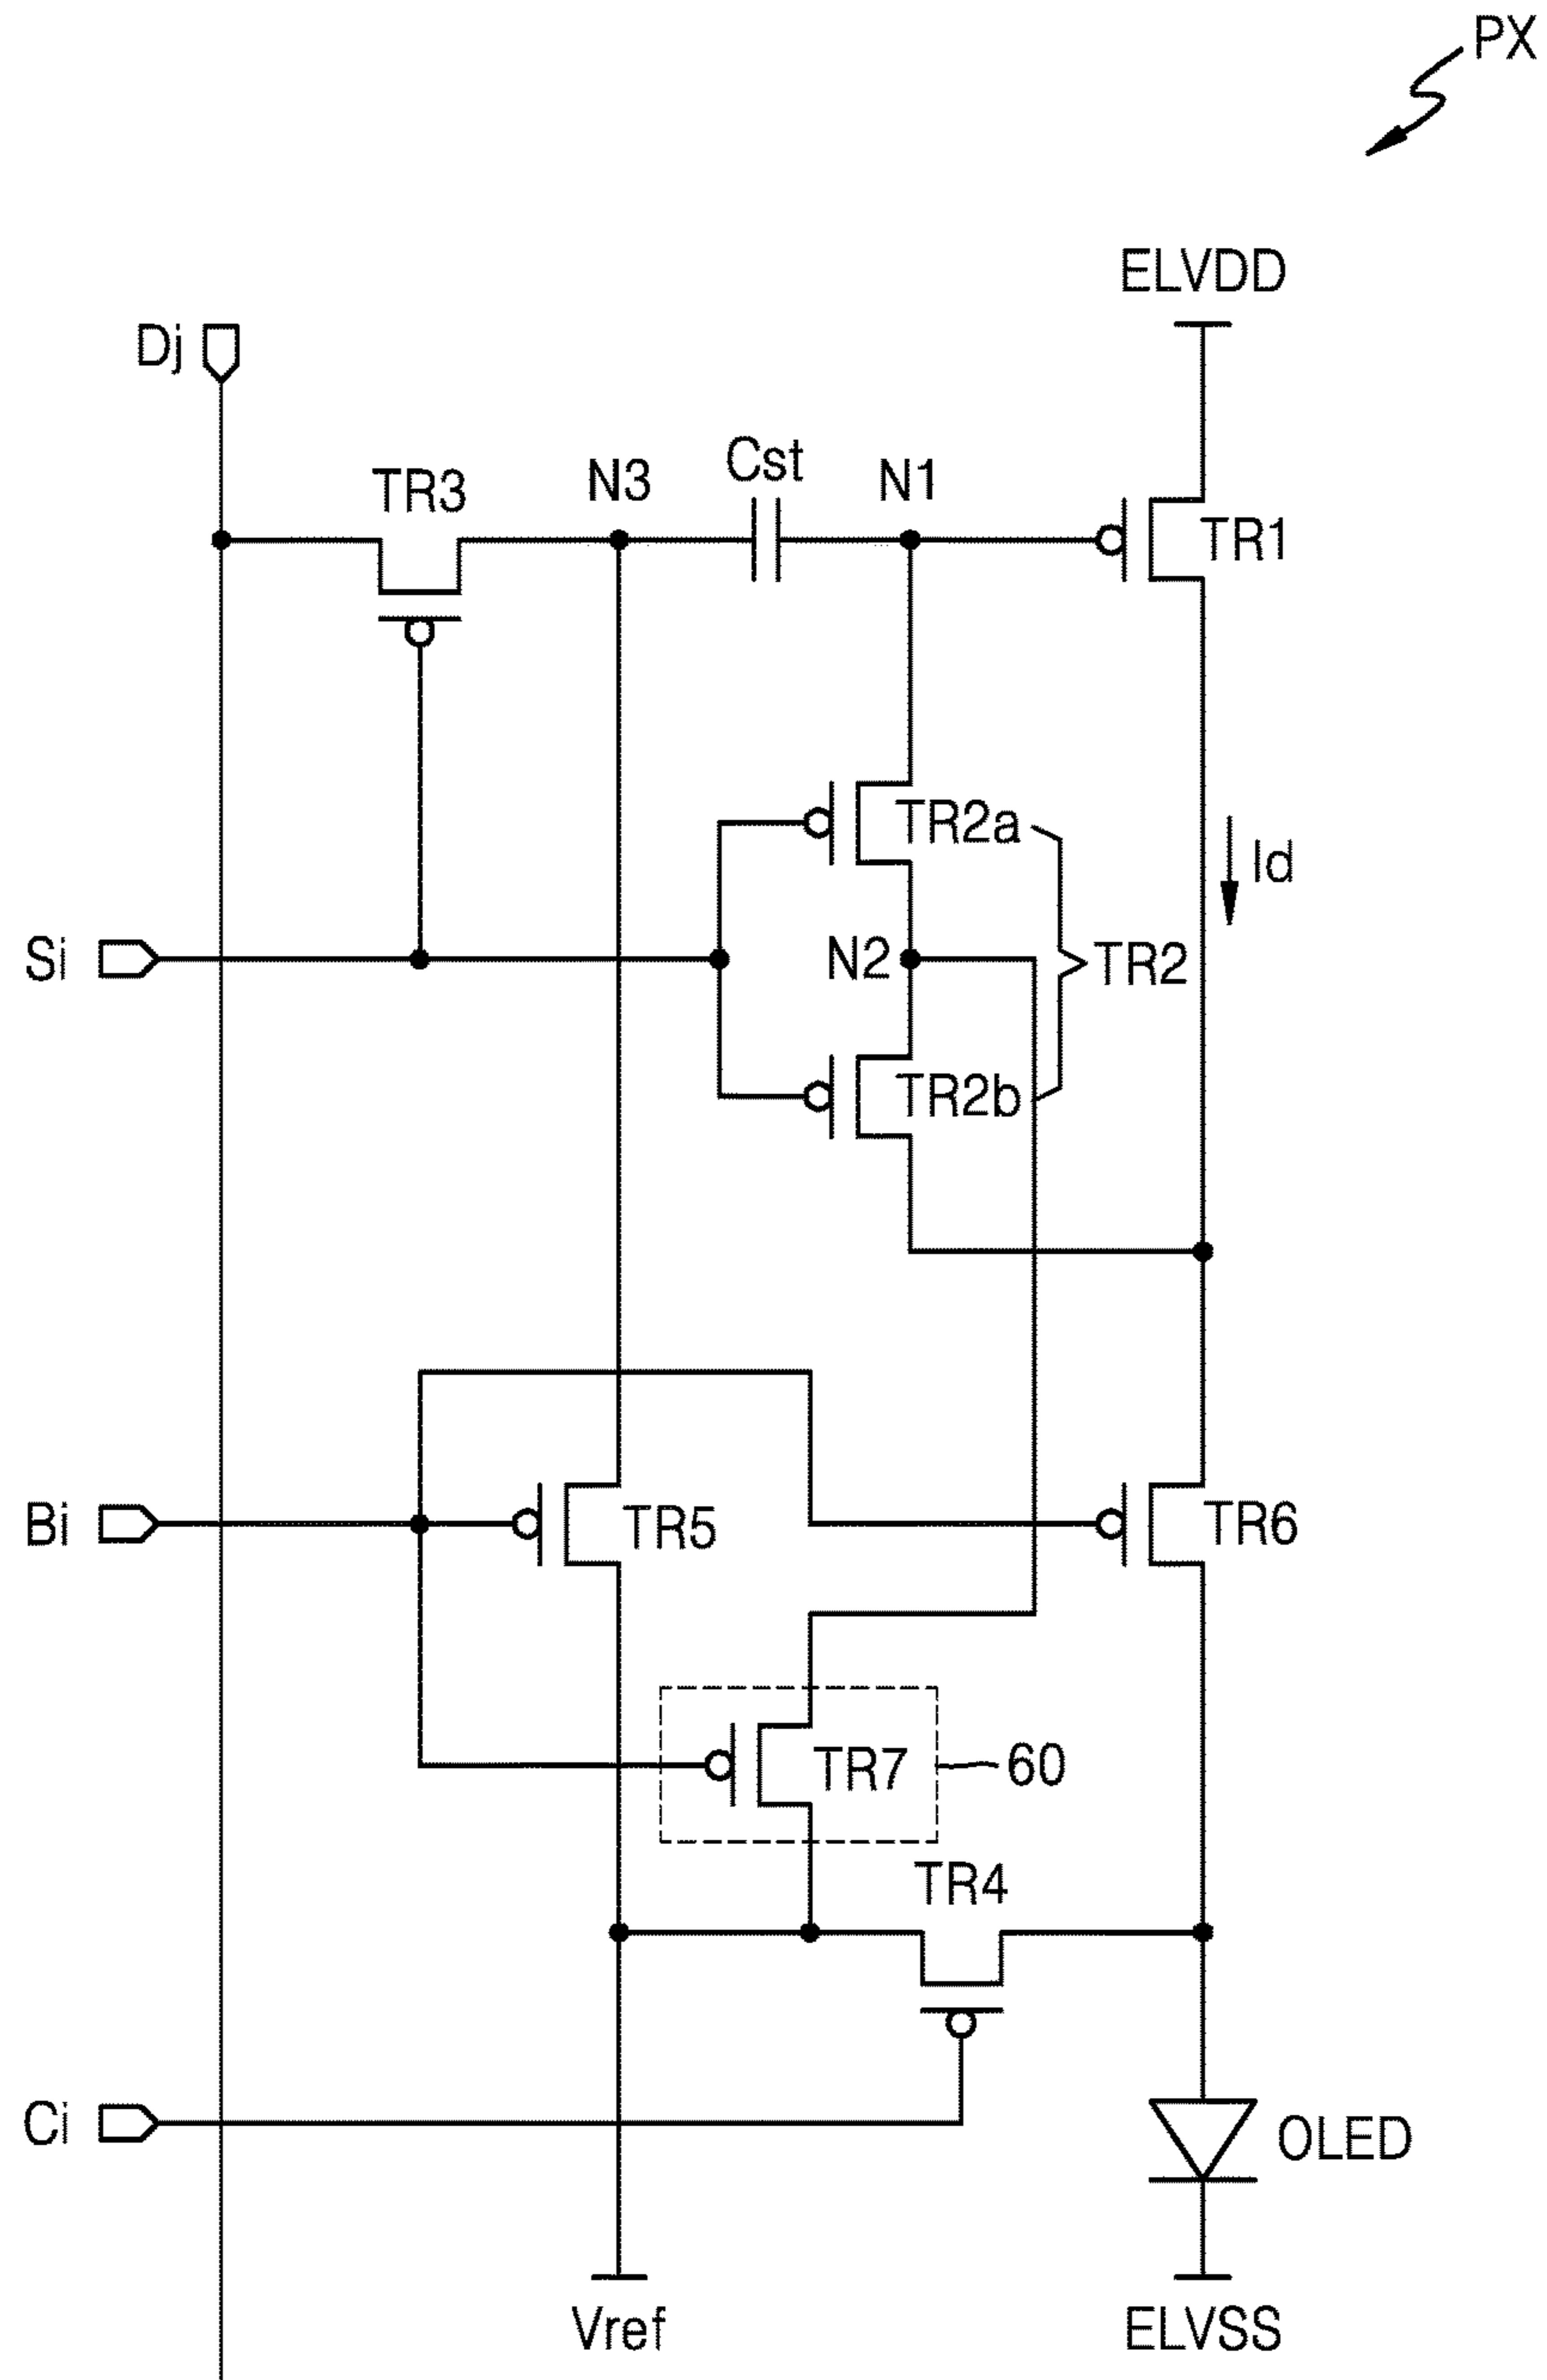 PX
ELVDD
Dj
Cst
TR3
N3
N1
TR1
TR2a
Id
Si
N2
TR2
TR2b
Bi
TR5
TR6
TR7
60
TR4
Ci
OLED
Vref
ELVSS